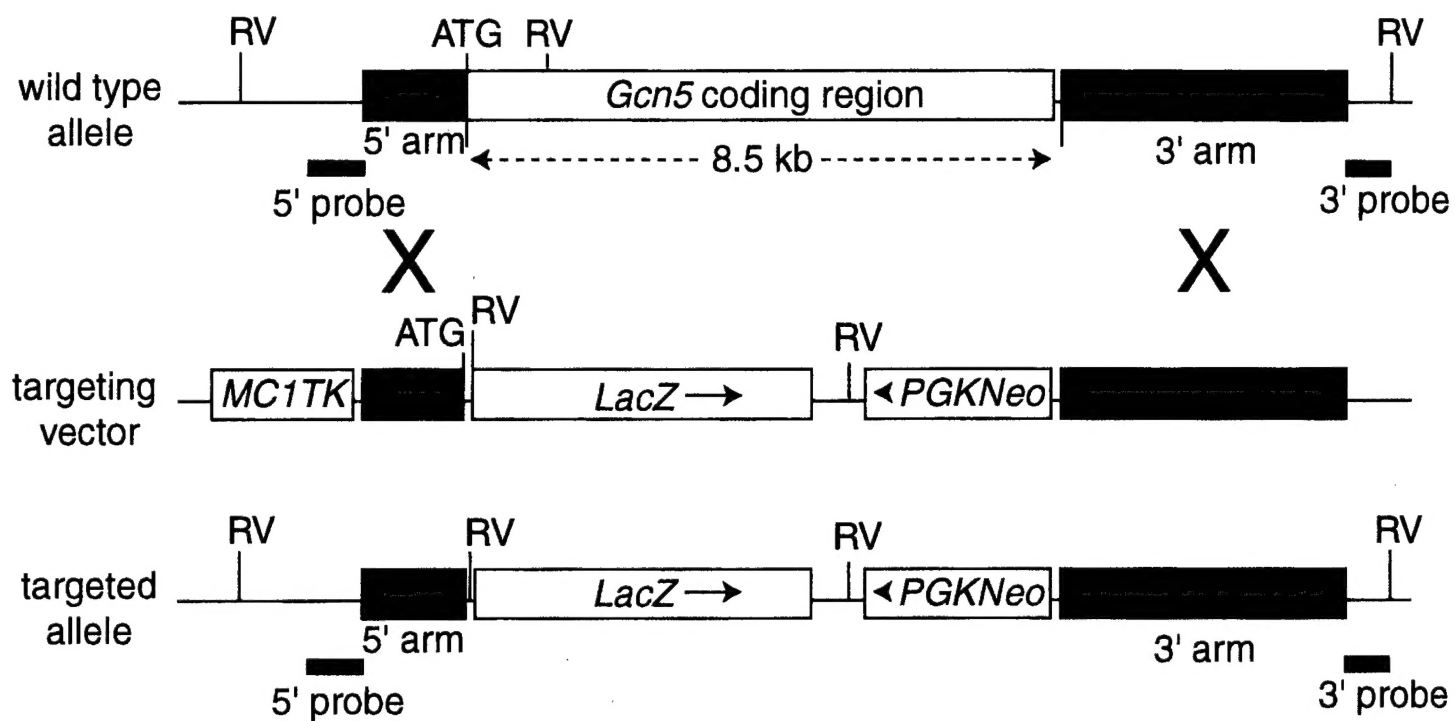 RV ATG RV RV
wild type
allele
Gcn5 coding region
5' arm
8.5 kb
3' arm
5' probe
3' probe
X X
RV
ATG
RV
targeting
vector
MC1TK
LacZ →
◄PGKNeo
RV RV RV RV
targeted
allele
LacZ →
◄PGKNeo
5' arm
3' arm
5' probe
3' probe